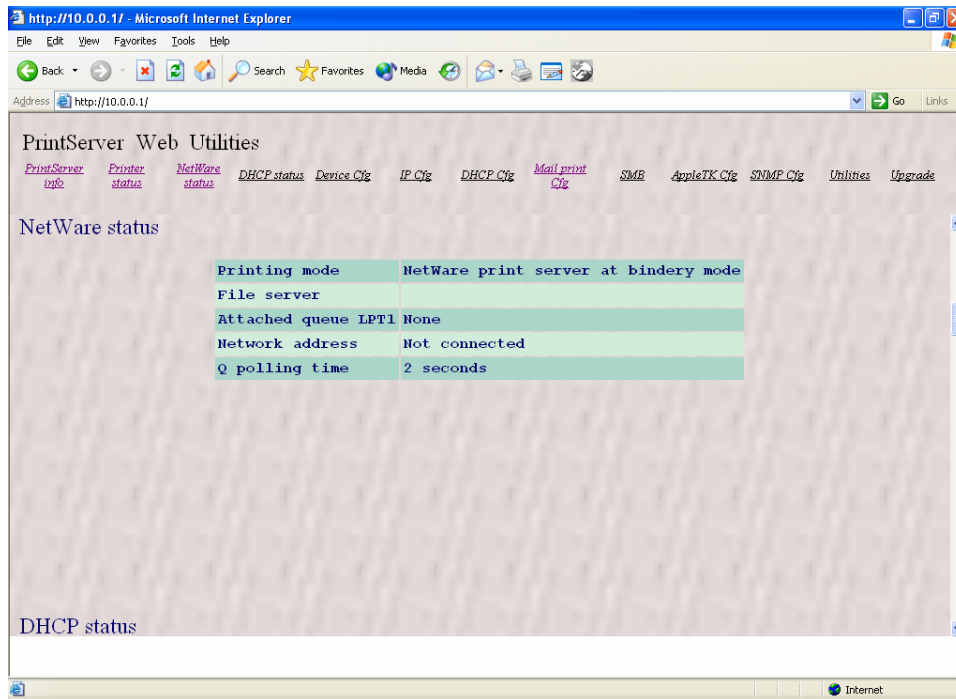 http://10.0.0.1/ - Microsoft Internet Explorer
File Edit View Favorites Tools Help
Back Search Favorites Media
Address http://10.0.0.1/ Go Links
PrintServer Web Utilities
PrintServer info Printer status NetWare status DHCP status Device Cfg IP Cfg DHCP Cfg Mail print Cfg SMB AppleTK Cfg SNMP Cfg Utilities Upgrade
NetWare status
Printing mode NetWare print server at bindery mode
File server
Attached queue LPT1 None
Network address Not connected
Q polling time 2 seconds
DHCP status
Internet